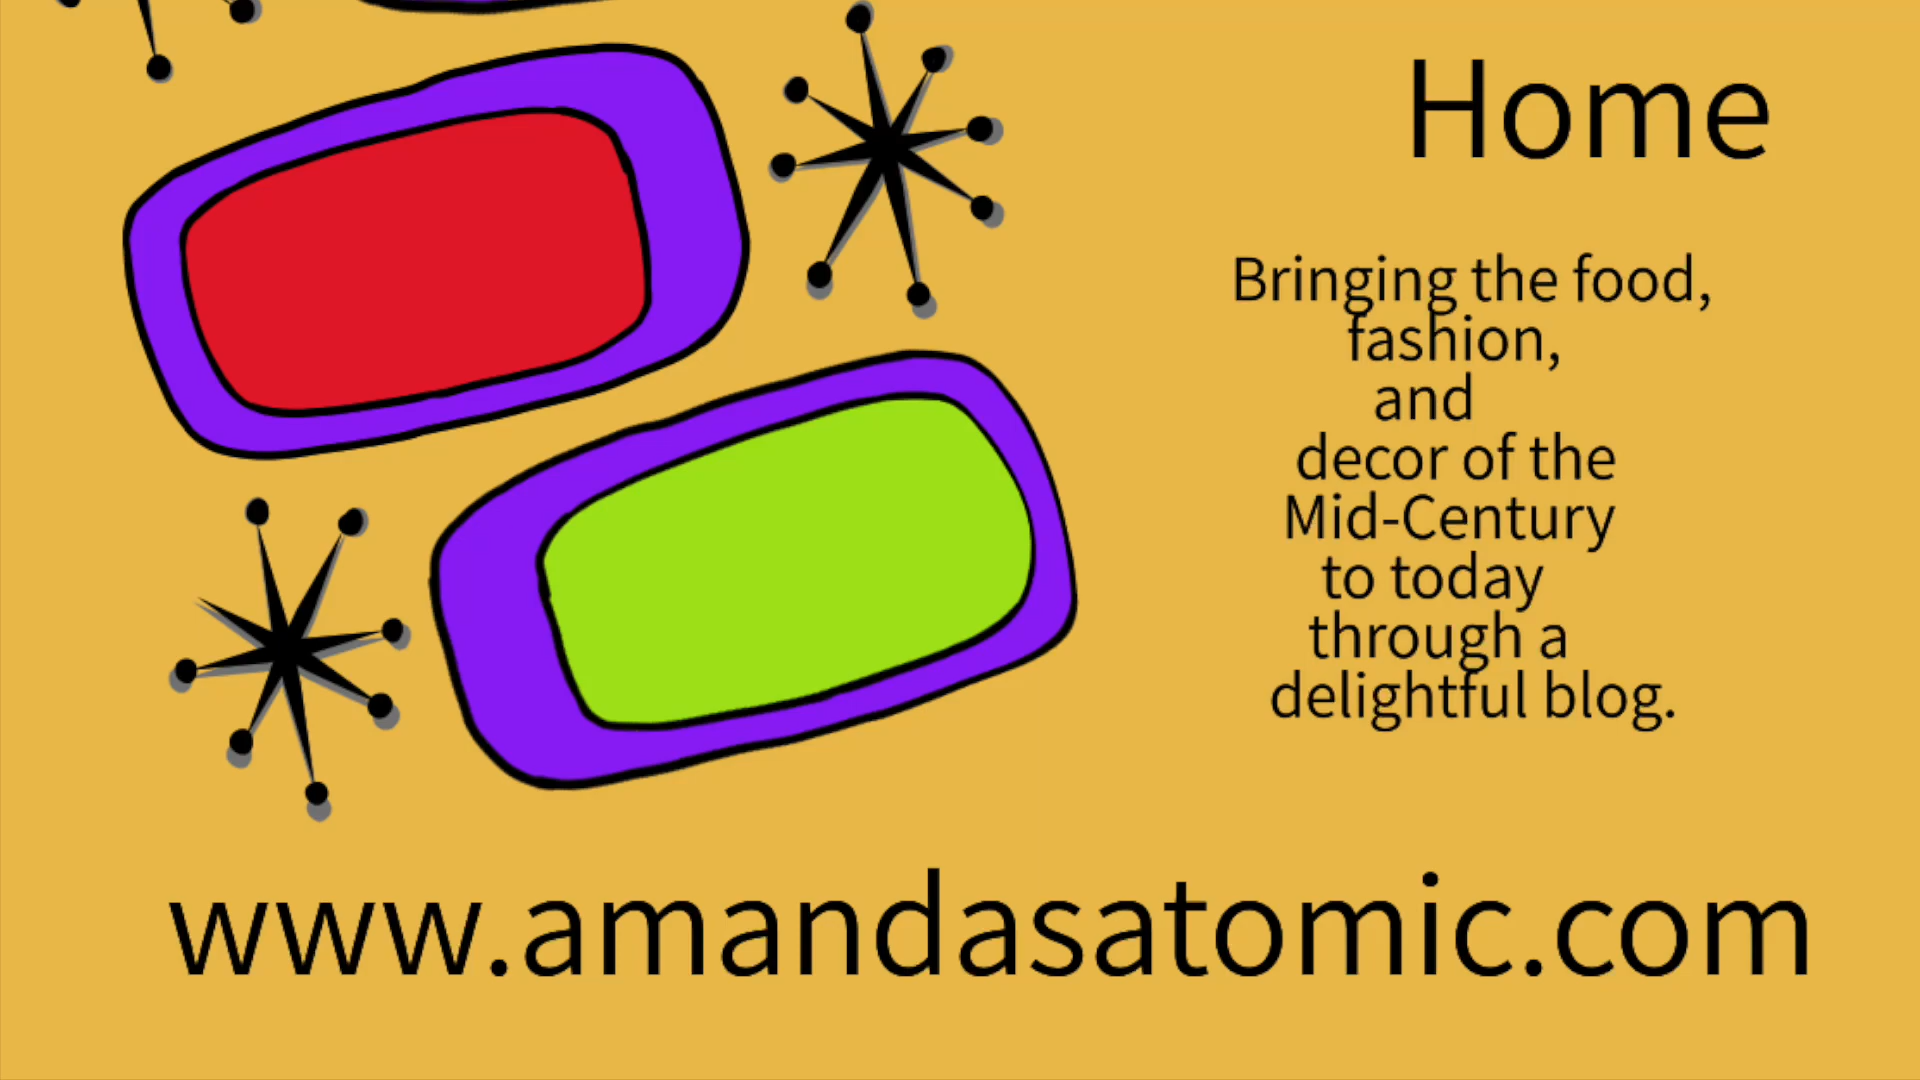 Home
Bringing the food,
fashion,
and
decor of the
Mid-Century
to today
through a
delightful blog.
www.amandasatomic.com